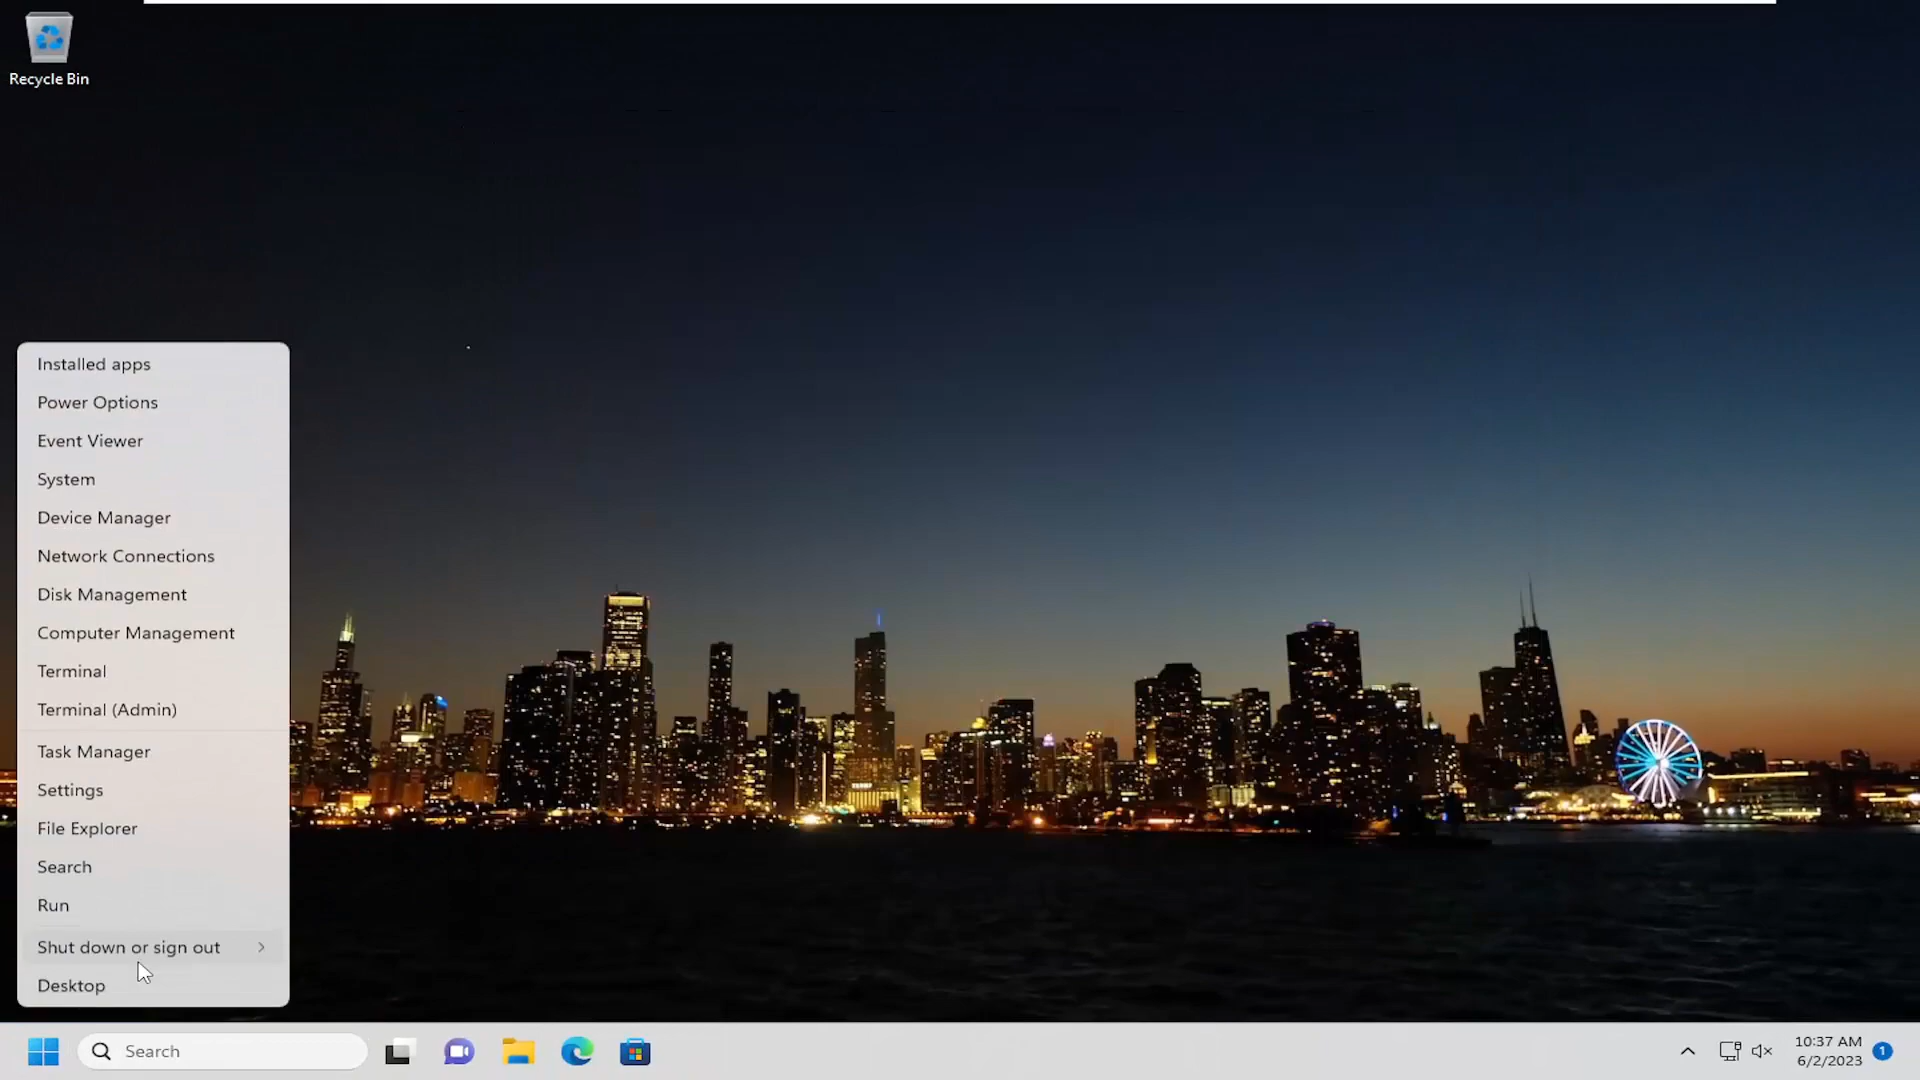 Recycle Bin
Installed apps
Power Options
Event Viewer
System
Device Manager
Network Connections
Disk Management
Computer Management
Terminal
Terminal (Admin)
Task Manager
Settings
File Explorer
Search
Run
Shut down or sign out
Desktop
Search
10:37 AM
6/2/2023
1